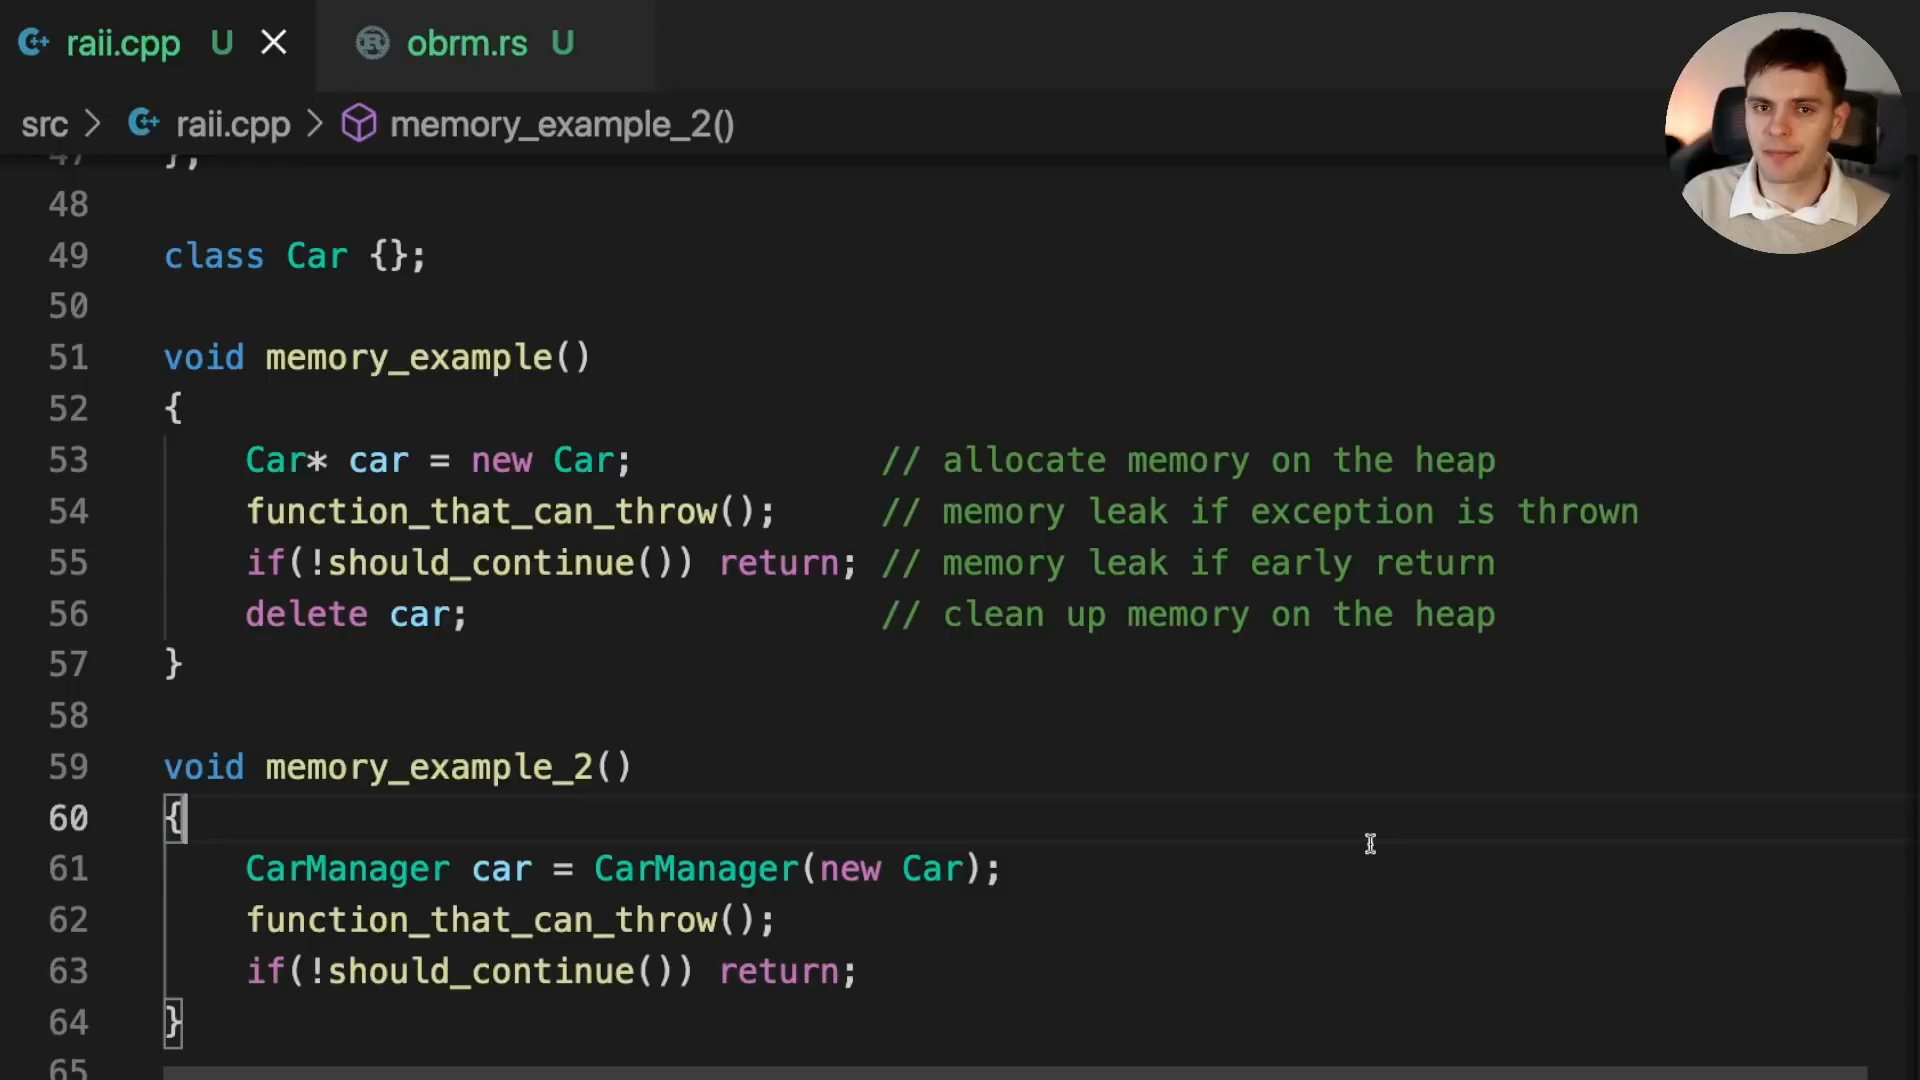 raii.cpp U
obrm.rs U
src > raii.cpp > memory_example_2()
47 };
48
49 class Car {};
50
51 void memory_example()
52 {
53 Car* car = new Car; // allocate memory on the heap
54 function_that_can_throw(); // memory leak if exception is thrown
55 if(!should_continue()) return; // memory leak if early return
56 delete car; // clean up memory on the heap
57 }
58
59 void memory_example_2()
60 {
61 CarManager car = CarManager(new Car);
62 function_that_can_throw();
63 if(!should_continue()) return;
64 }
65